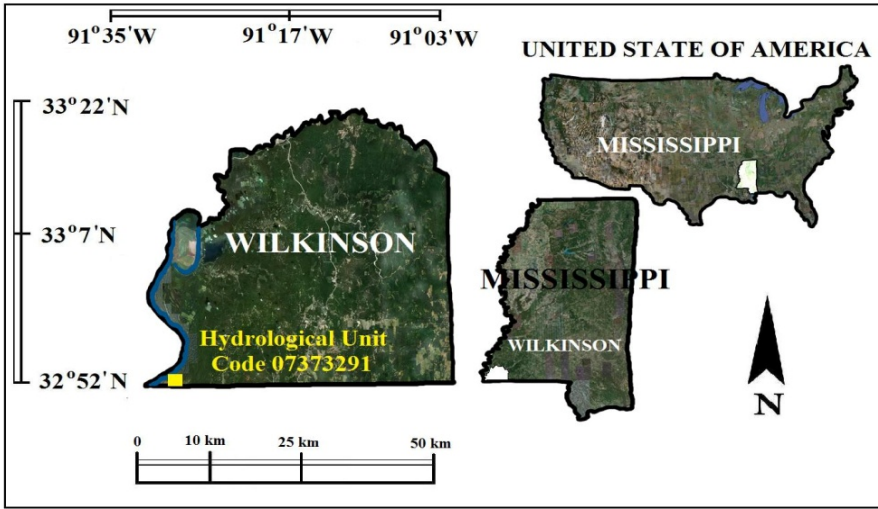 91°35'W 91°17'W 91°03'W
UNITED STATE OF AMERICA
33°22'N
MISSISSIPPI
33°7'N
WILKINSON
MISSISSIPPI
Hydrological Unit
Code 07373291
WILKINSON
32°52'N
N
0 10 km 25 km 50 km